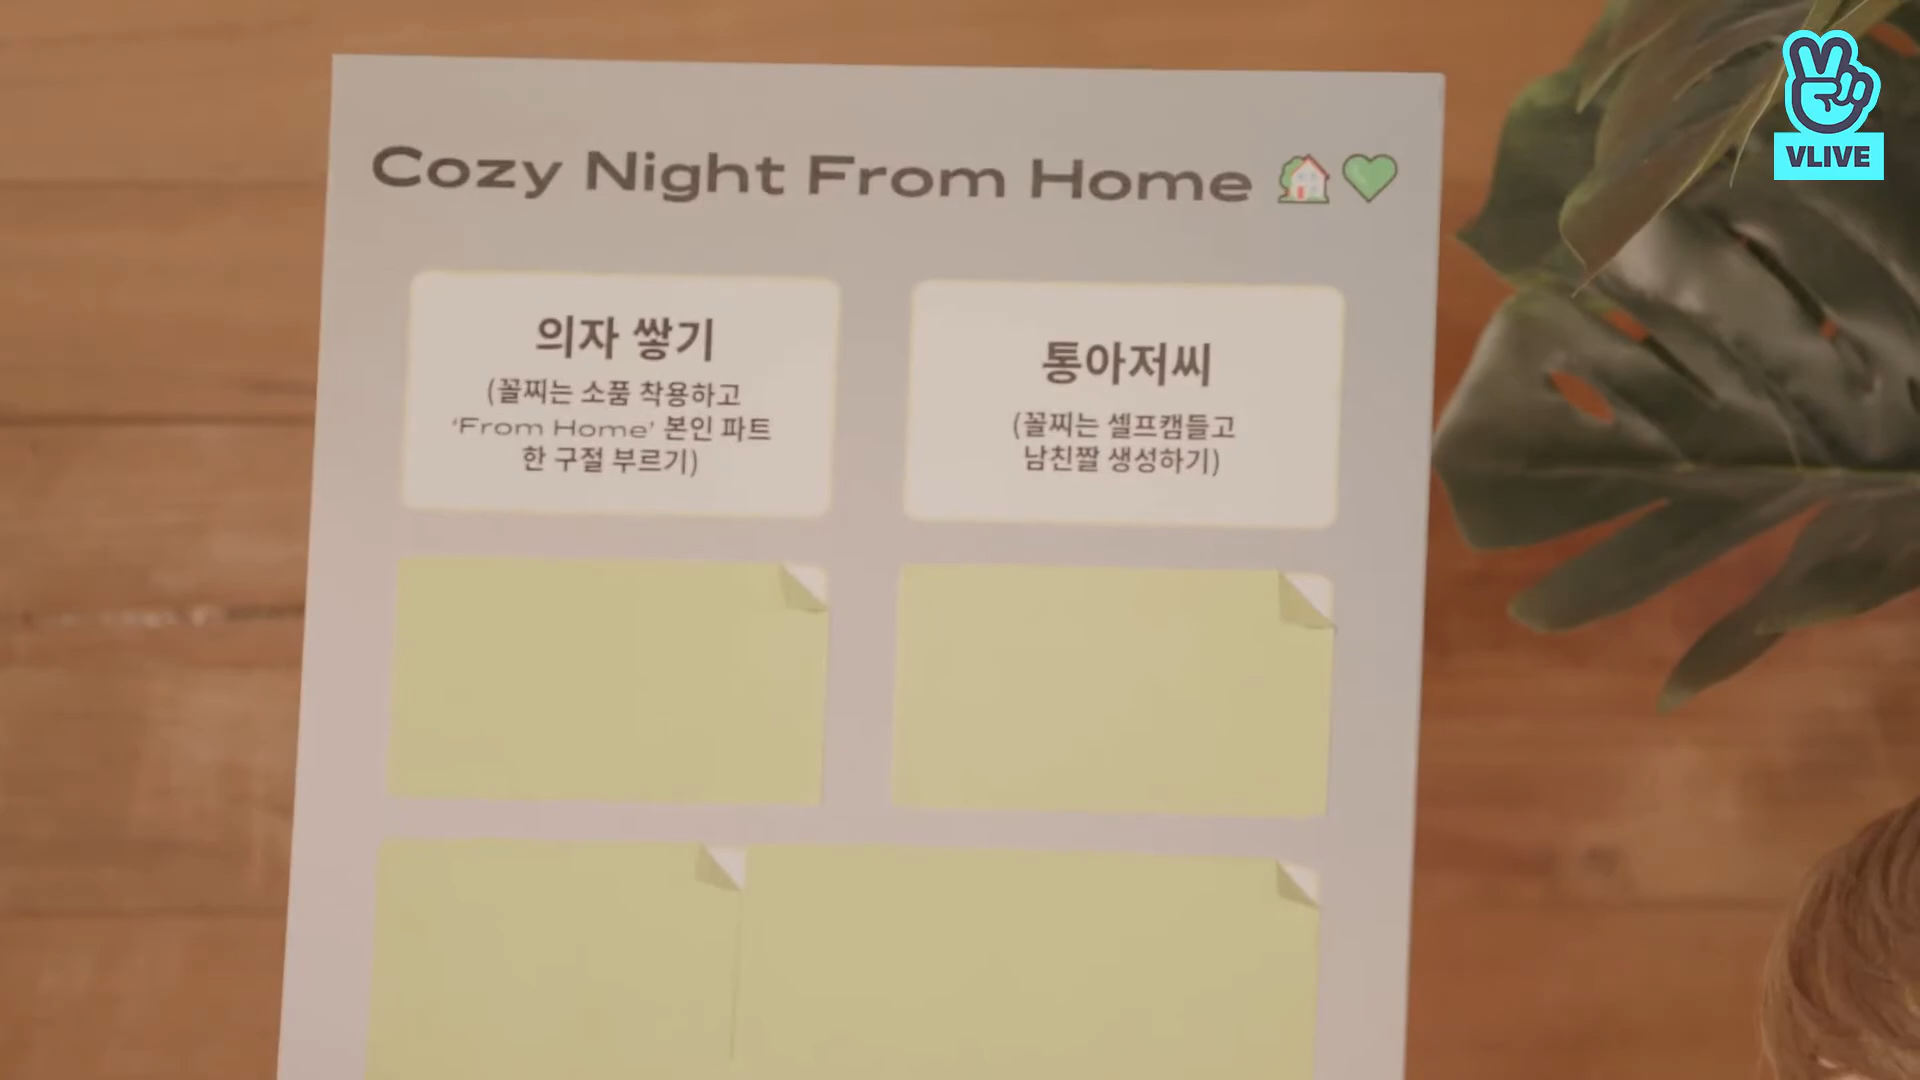 Cozy Night From Home
의자 쌓기
(꼴찌는 소품 착용하고
'From Home' 본인 파트
한 구절 부르기)
통아저씨
(꼴찌는 셀프캠들고
남친짤 생성하기)
VLIVE